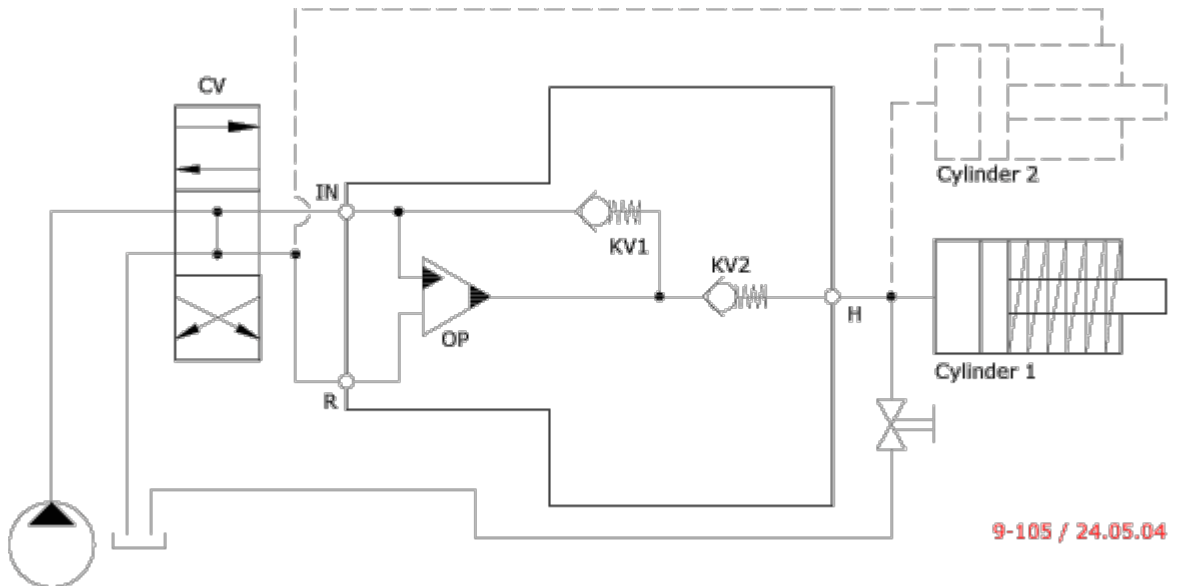 CV
Cylinder 2
IN
KV1
KV2
H
OP
Cylinder 1
R
9-105 / 24.05.04